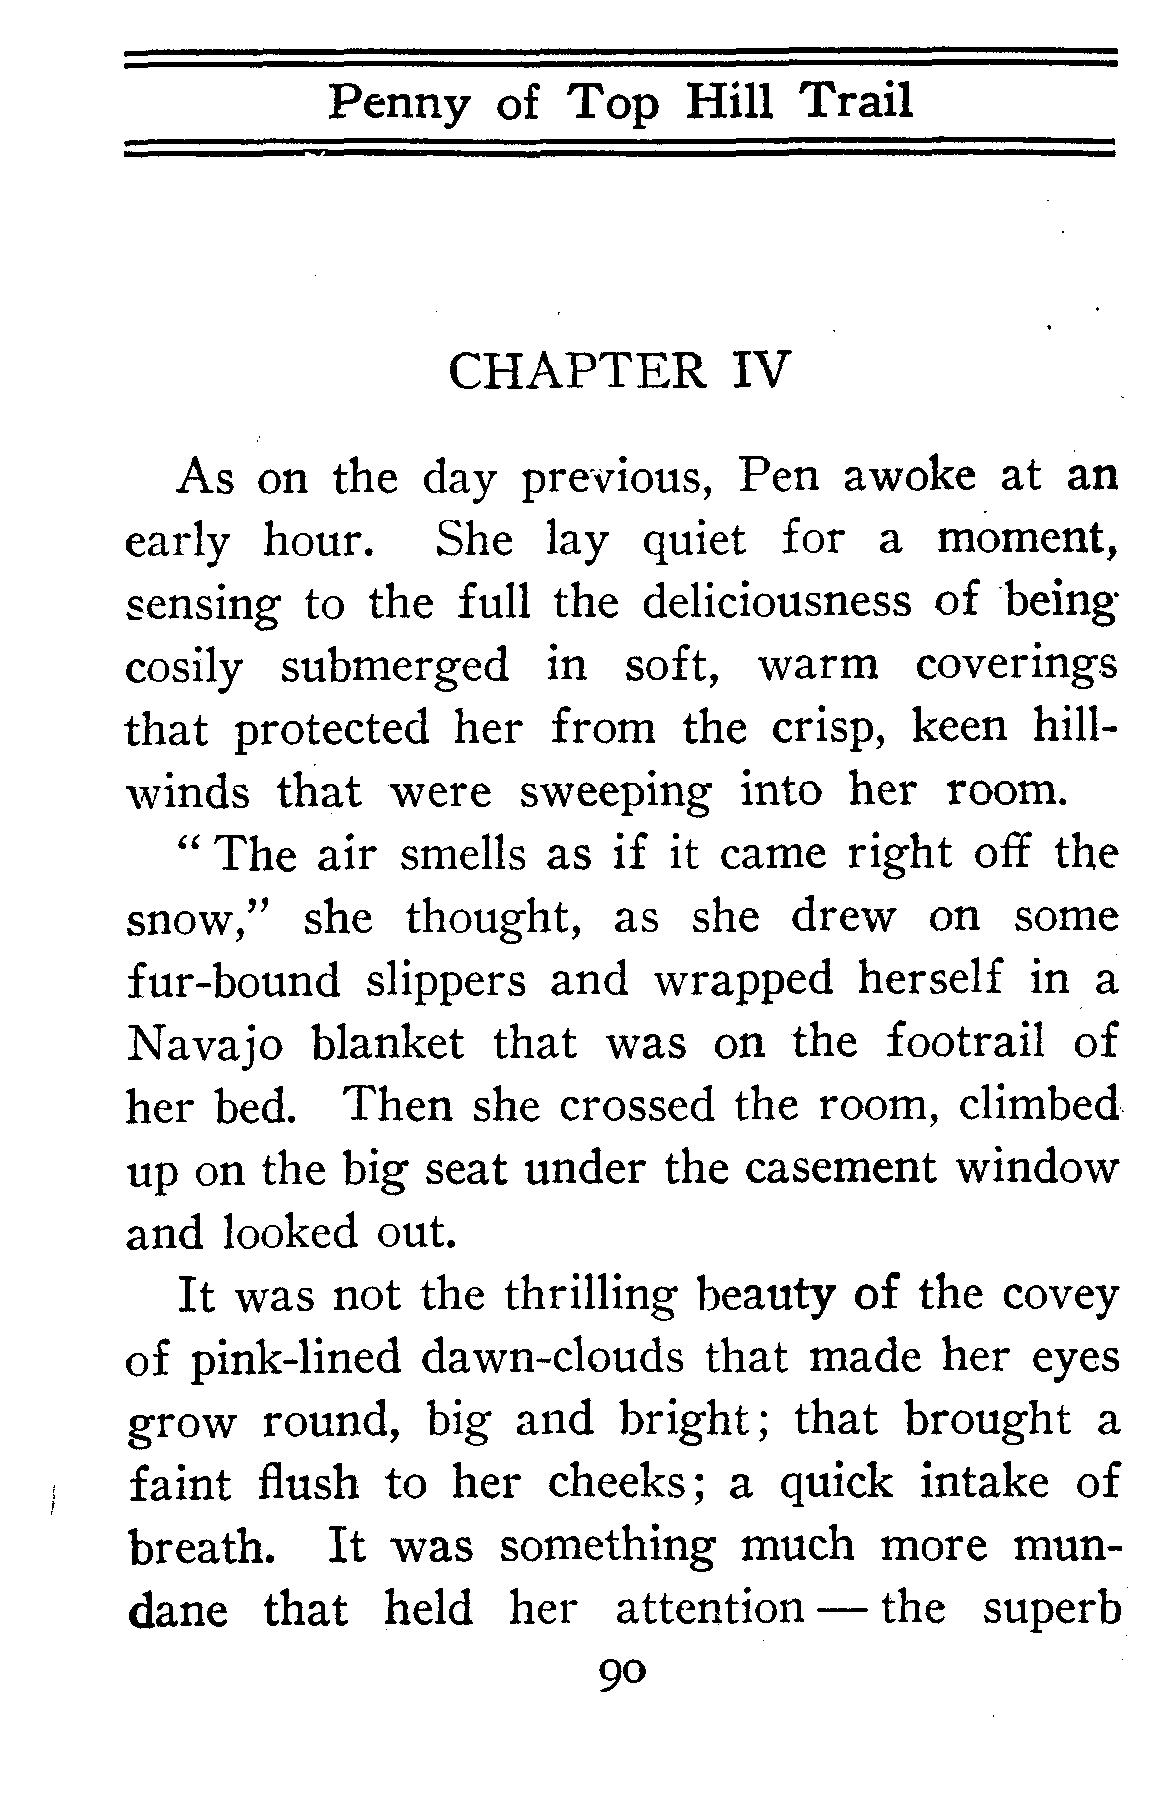 Penny of Top Hill Trail
CHAPTER IV
As on the day previous, Pen awoke at an
early hour. She lay quiet for a moment,
sensing to the full the deliciousness of being
cosily submerged in soft, warm coverings
that protected her from the crisp, keen hill-
winds that were sweeping into her room.
“The air smells as if it came right off the
snow,” she thought, as she drew on some
fur-bound slippers and wrapped herself in a
Navajo blanket that was on the footrail of
her bed. Then she crossed the room, climbed
up on the big seat under the casement window
and looked out.
It was not the thrilling beauty of the covey
of pink-lined dawn-clouds that made her eyes
grow round, big and bright; that brought a
faint flush to her cheeks; a quick intake of
breath. It was something much more mun-
dane that held her attention — the superb
90